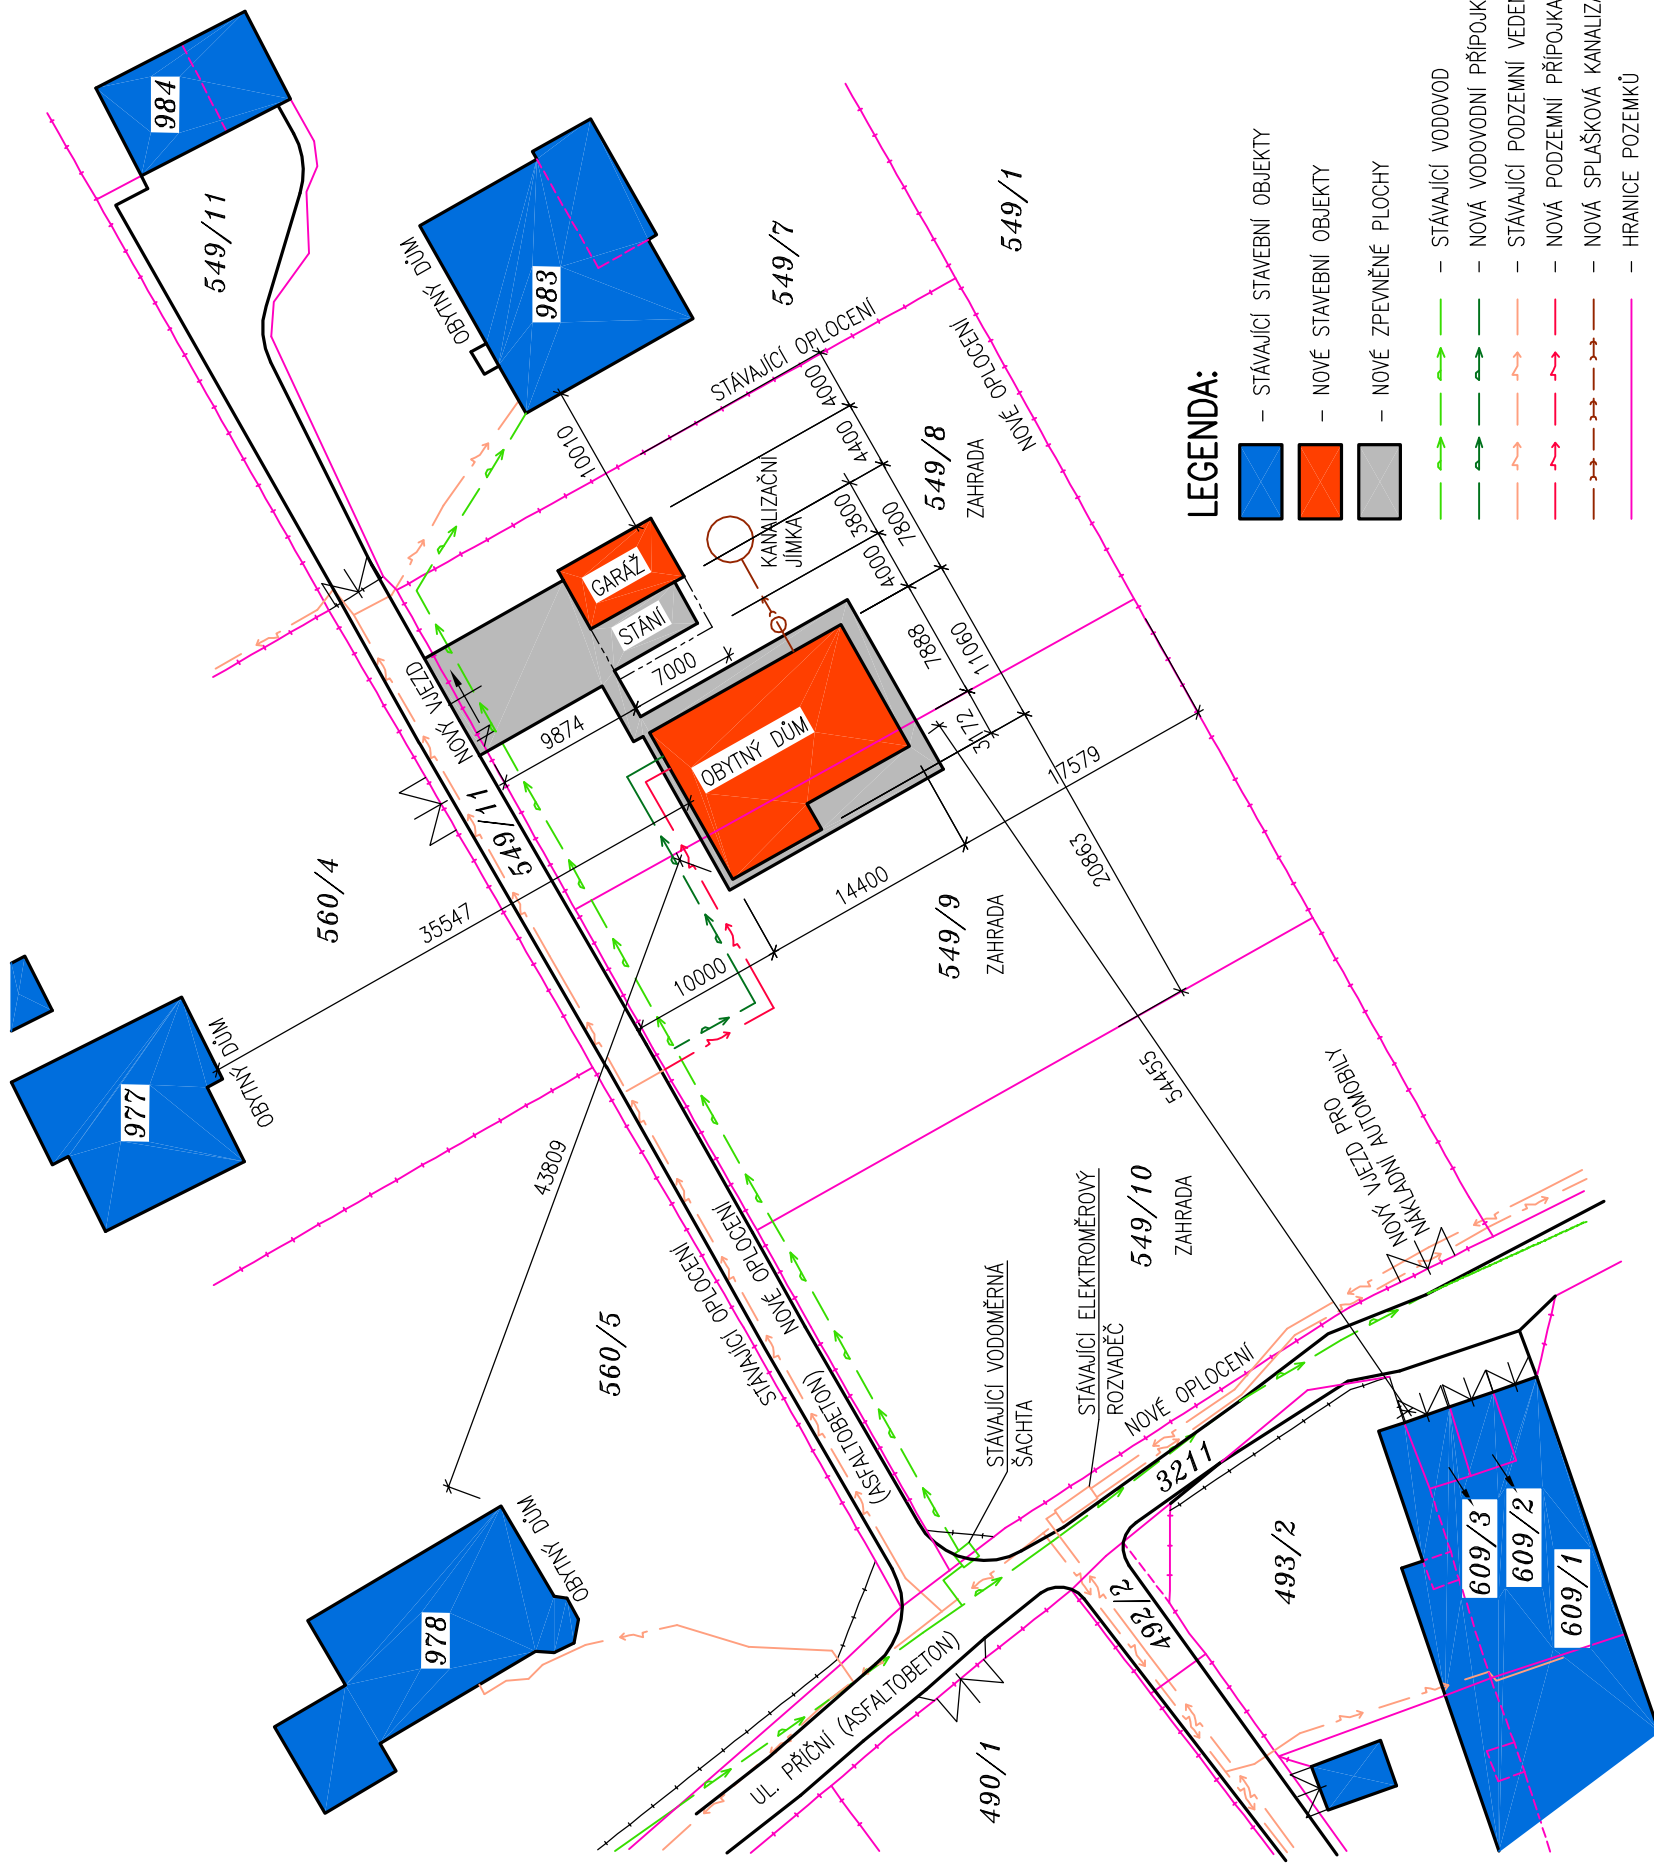 984
549/11
OBYTNÝ DŮM
983
549/7
549/1
STÁVAJÍCÍ OPLOCENÍ
NOVÉ OPLOCENÍ
10010
4000
4400
3800
7800
4000
7888
11060
3172
17579
20863
549/8
ZAHRADA
KANALIZAČNÍ
JÍMKA
GARÁŽ
STÁNÍ
7000
9874
NOVÝ VJEZD
OBYTNÝ DŮM
549/11
560/4
35547
14400
10000
549/9
ZAHRADA
977
OBYTNÝ DŮM
OBYTNÝ DŮM
43809
54455
560/5
STÁVAJÍCÍ OPLOCENÍ
NOVÉ OPLOCENÍ
(ASFALTOBETON)
STÁVAJÍCÍ VODOMĚRNÁ
ŠACHTA
STÁVAJÍCÍ ELEKTROMĚROVÝ
ROZVADĚČ
549/10
ZAHRADA
NOVÝ VJEZD PRO
NÁKLADNÍ AUTOMOBILY
NOVÉ OPLOCENÍ
3211
978
OBYTNÝ DŮM
UL. PŘÍČNÍ (ASFALTOBETON)
492/2
493/2
490/1
609/3
609/2
609/1
LEGENDA:
- STÁVAJÍCÍ STAVEBNÍ OBJEKTY
- NOVÉ STAVEBNÍ OBJEKTY
- NOVÉ ZPEVNĚNÉ PLOCHY
- STÁVAJÍCÍ VODOVOD
- NOVÁ VODOVODNÍ PŘÍPOJK
- STÁVAJÍCÍ PODZEMNÍ VEDE
- NOVÁ PODZEMNÍ PŘÍPOJKA
- NOVÁ SPLAŠKOVÁ KANALIZ
- HRANICE POZEMKŮ